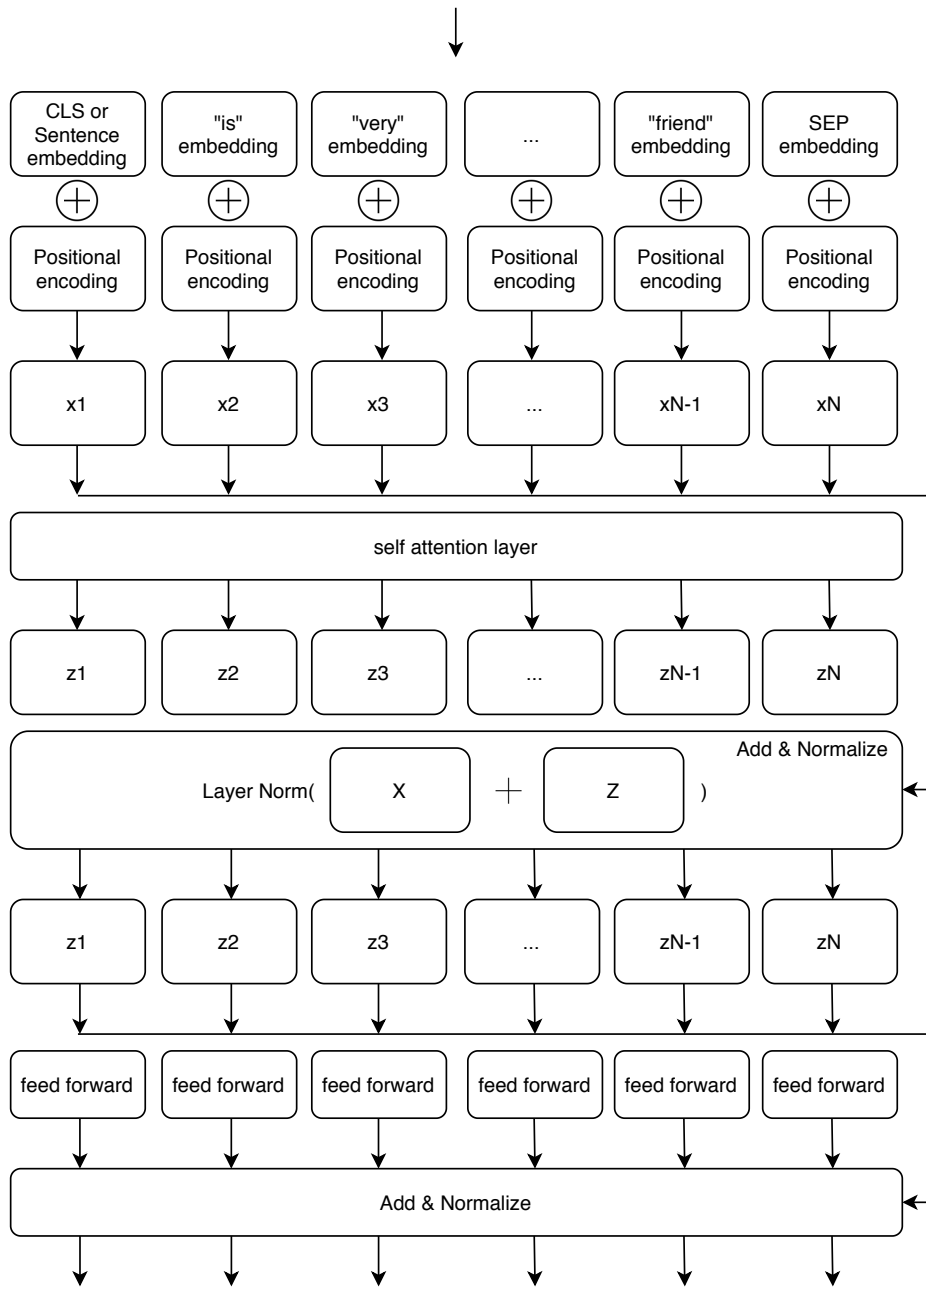 CLS or
Sentence
embedding
"is"
embedding
"very"
embedding
...
"friend"
embedding
SEP
embedding
Positional
encoding
Positional
encoding
Positional
encoding
Positional
encoding
Positional
encoding
Positional
encoding
x1
x2
x3
...
xN-1
xN
self attention layer
z1
z2
z3
...
zN-1
zN
Add & Normalize
Layer Norm( X + Z )
z1
z2
z3
...
zN-1
zN
feed forward
feed forward
feed forward
feed forward
feed forward
feed forward
Add & Normalize